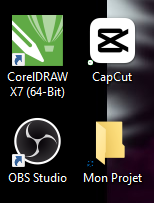 CorelDRAW
X7 (64-Bit)
CapCut
OBS Studio
Mon Projet